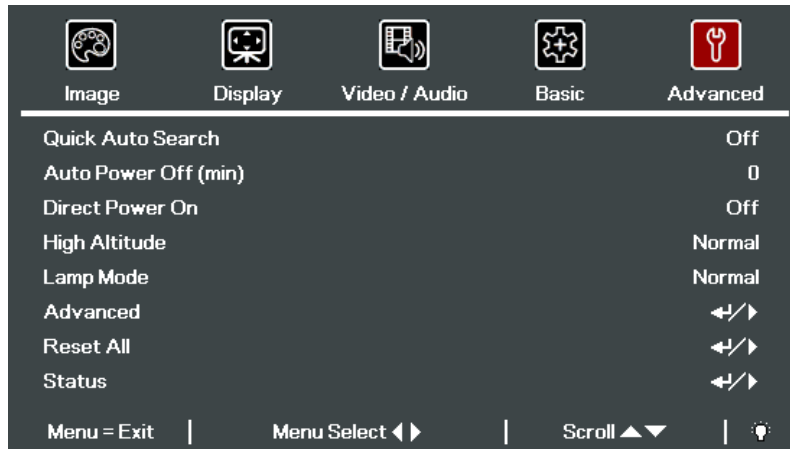 Image Display Video / Audio Basic Advanced
Quick Auto Search Off
Auto Power Off (min) 0
Direct Power On Off
High Altitude Normal
Lamp Mode Normal
Advanced
Reset All
Status
Menu = Exit | Menu Select | Scroll |